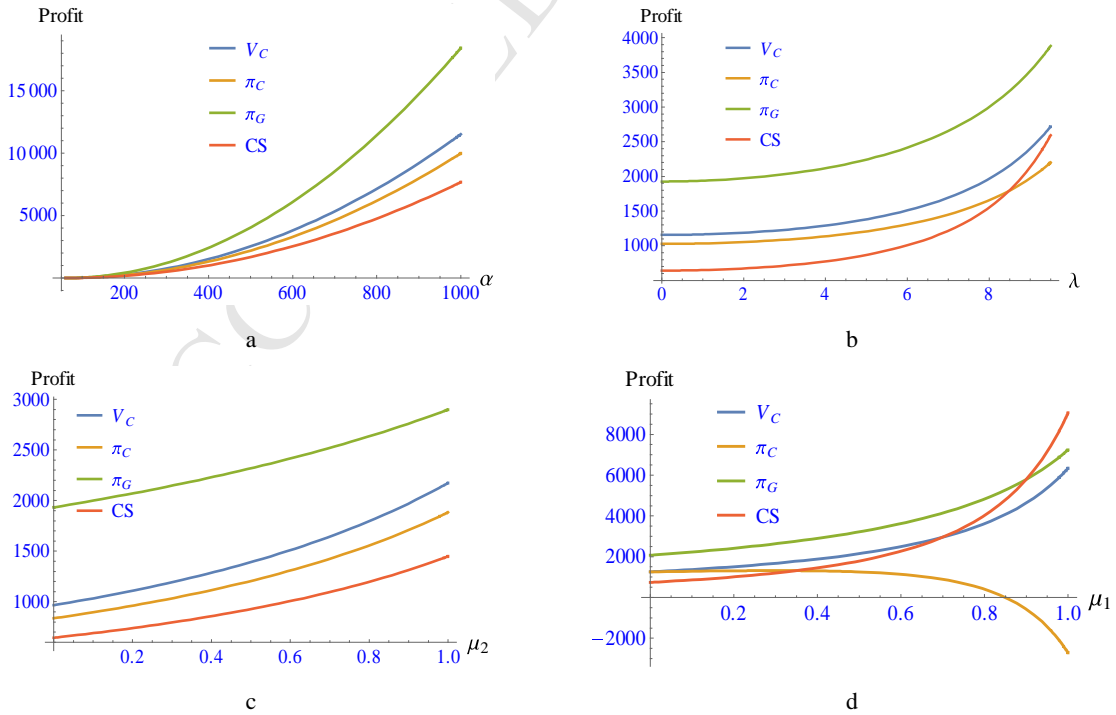 Profit
V_C
π_C
π_G
CS
15 000
10 000
5000
200 400 600 800 1000 α
a
Profit
4000
3500
3000
2500
2000
1500
1000
V_C
π_C
π_G
CS
0 2 4 6 8 λ
b
Profit
3000
2500
2000
1500
1000
V_C
π_C
π_G
CS
0.2 0.4 0.6 0.8 1.0 μ_2
c
Profit
8000
6000
4000
2000
−2000
V_C
π_C
π_G
CS
0.2 0.4 0.6 0.8 1.0 μ_1
d